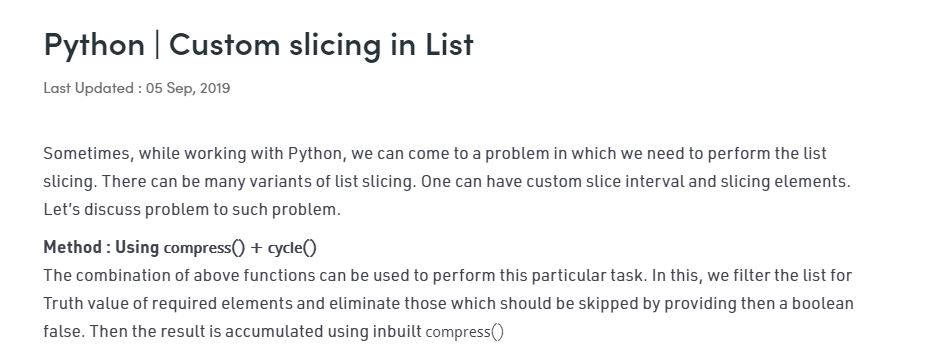 Python | Custom slicing in List
Last Updated : 05 Sep, 2019
Sometimes, while working with Python, we can come to a problem in which we need to perform the list
slicing. There can be many variants of list slicing. One can have custom slice interval and slicing elements.
Let's discuss problem to such problem.
Method : Using compress() + cycle()
The combination of above functions can be used to perform this particular task. In this, we filter the list for
Truth value of required elements and eliminate those which should be skipped by providing then a boolean
false. Then the result is accumulated using inbuilt compress()